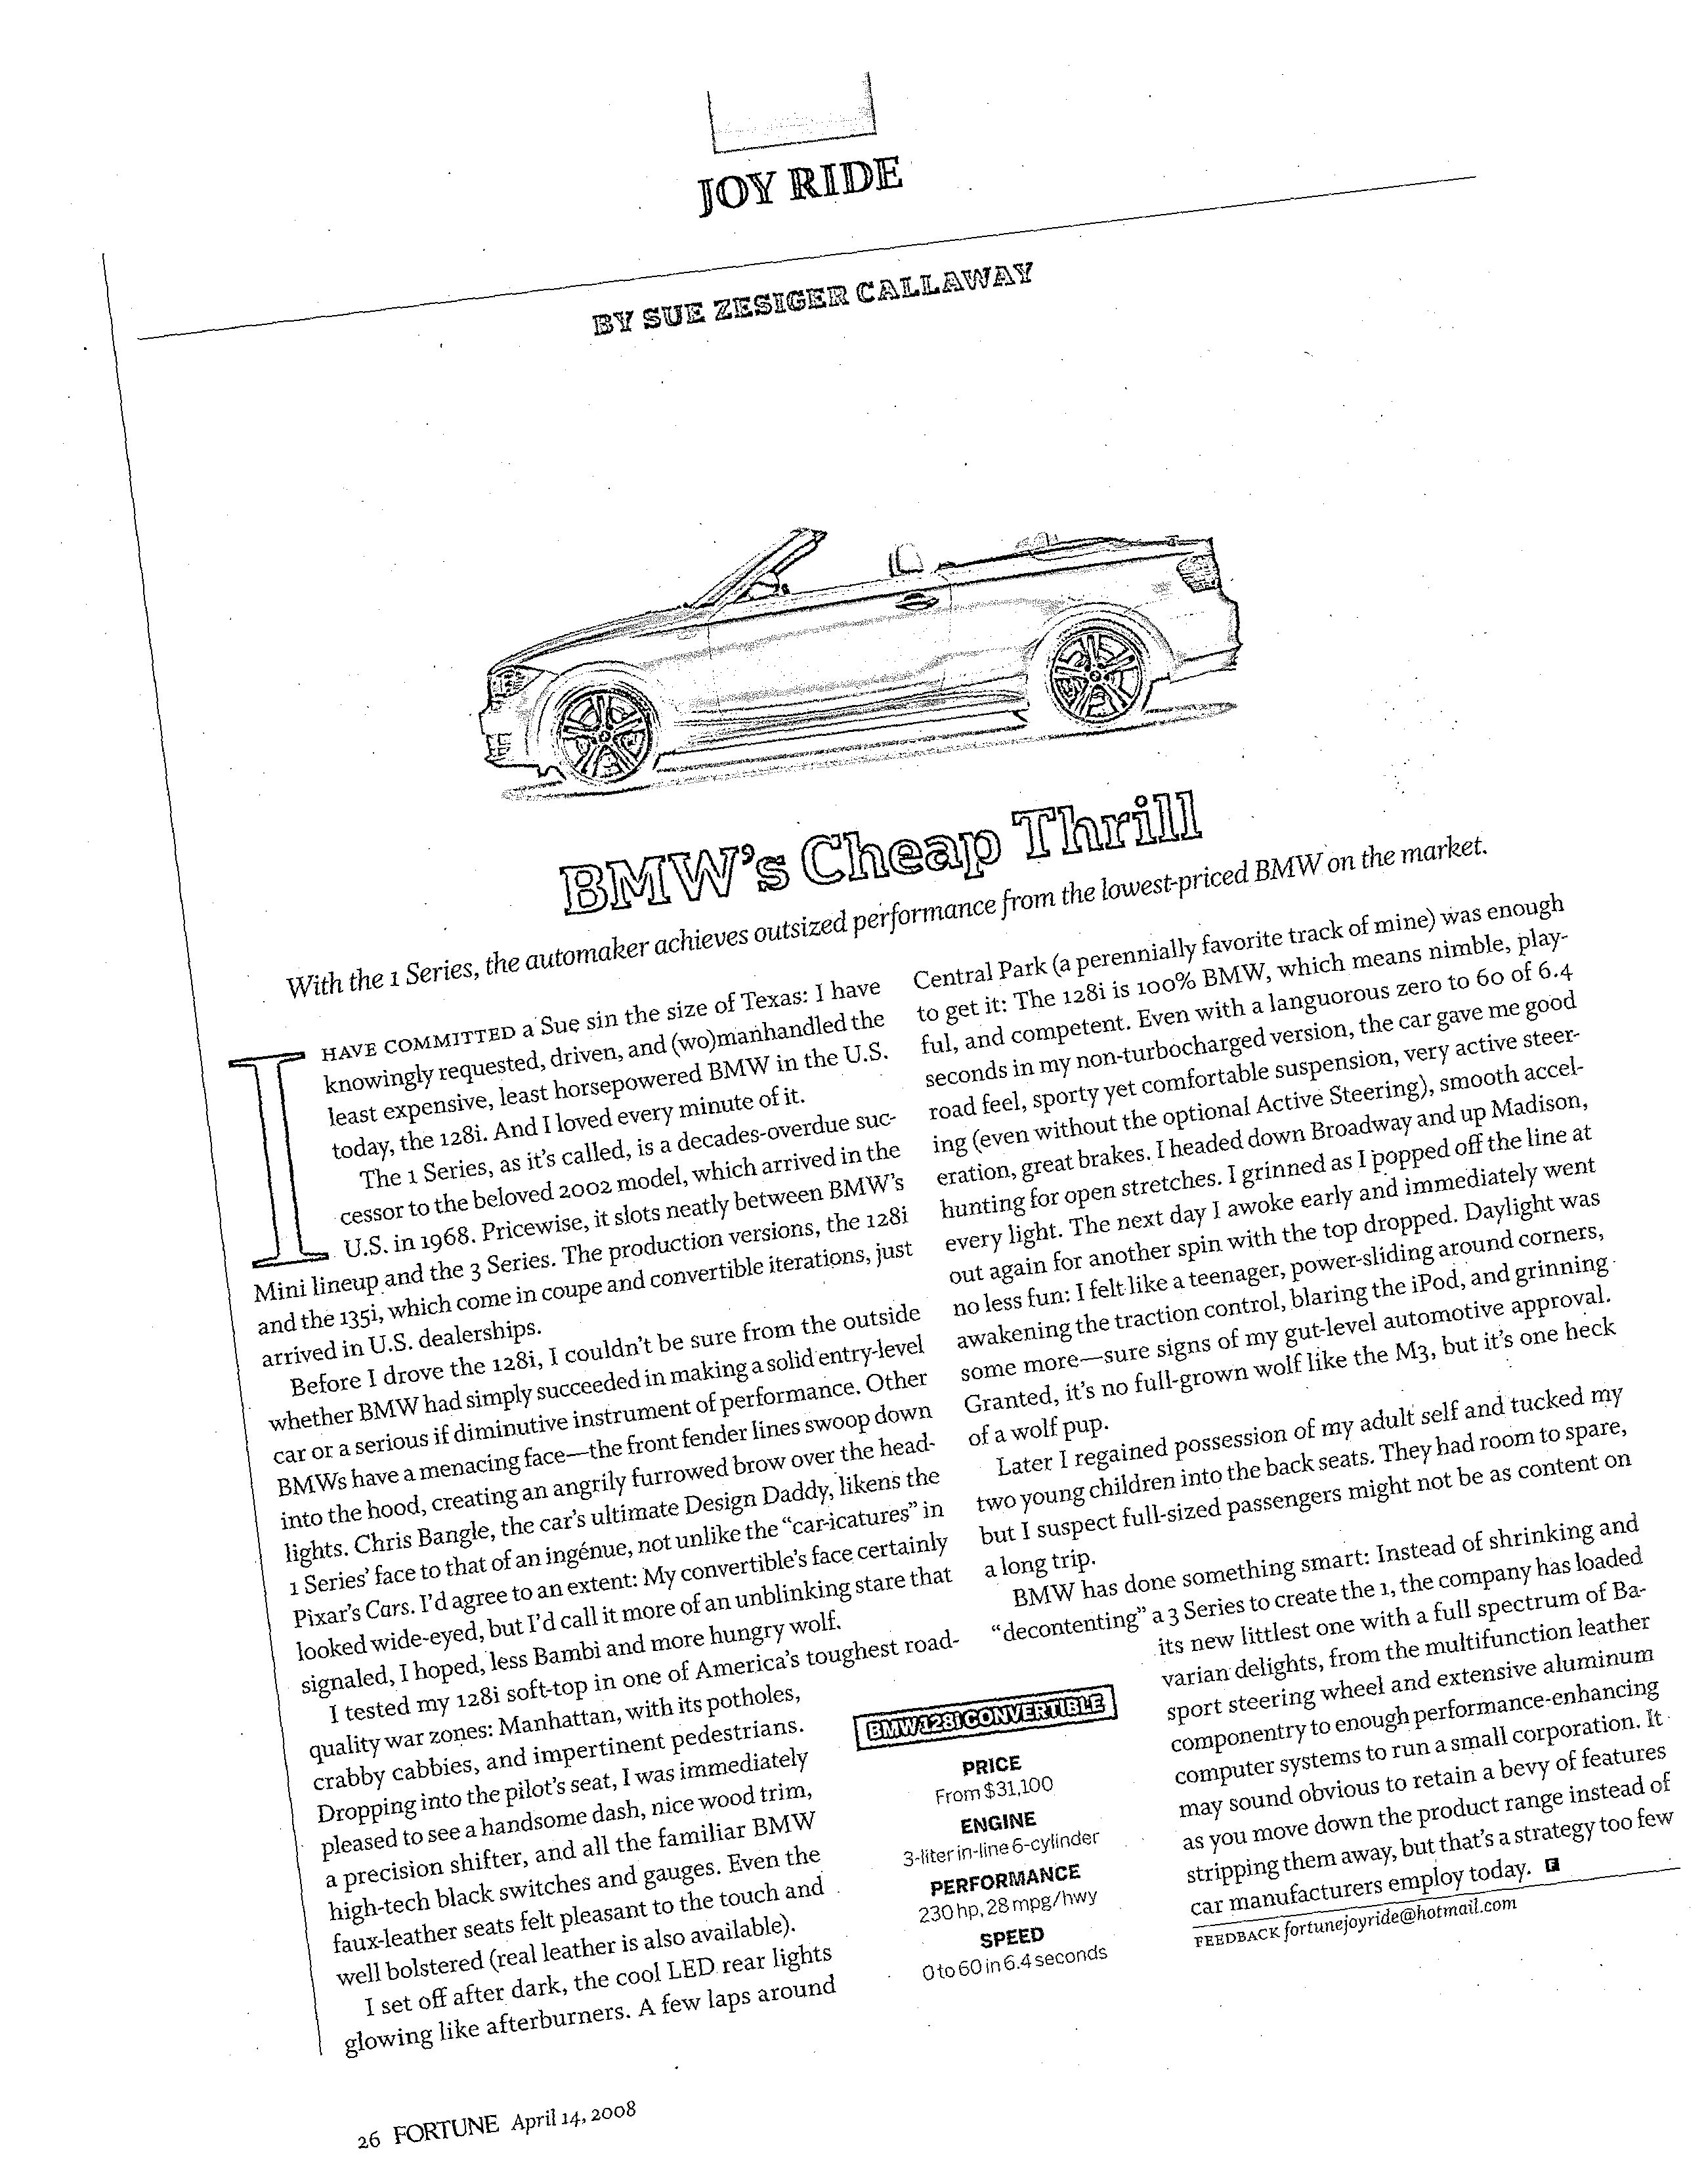 JOY RIDE
BY SUE ZESIGER CALLAWAY
BMW's Cheap Thrill
With the 1 Series, the automaker achieves outsized performance from the lowest-priced BMW on the market.
I HAVE COMMITTED a Sue sin the size of Texas: I have
knowingly requested, driven, and (wo)manhandled the
least expensive, least horsepowered BMW in the U.S.
today, the 128i. And I loved every minute of it.
The 1 Series, as it's called, is a decades-overdue suc-
cessor to the beloved 2002 model, which arrived in the
U.S. in 1968. Pricewise, it slots neatly between BMW's
Mini lineup and the 3 Series. The production versions, the 128i
and the 135i, which come in coupe and convertible iterations, just
arrived in U.S. dealerships.
Before I drove the 128i, I couldn't be sure from the outside
whether BMW had simply succeeded in making a solid entry-level
car or a serious if diminutive instrument of performance. Other
BMWs have a menacing face—the front fender lines swoop down
into the hood, creating an angrily furrowed brow over the head-
lights. Chris Bangle, the car's ultimate Design Daddy, likens the
1 Series' face to that of an ingénue, not unlike the "car-icatures" in
Pixar's Cars. I'd agree to an extent: My convertible's face certainly
looked wide-eyed, but I'd call it more of an unblinking stare that
signaled, I hoped, less Bambi and more hungry wolf.
I tested my 128i soft-top in one of America's toughest road-
quality war zones: Manhattan, with its potholes,
crabby cabbies, and impertinent pedestrians.
Dropping into the pilot's seat, I was immediately
pleased to see a handsome dash, nice wood trim,
a precision shifter, and all the familiar BMW
high-tech black switches and gauges. Even the
faux-leather seats felt pleasant to the touch and
well bolstered (real leather is also available).
I set off after dark, the cool LED rear lights
glowing like afterburners. A few laps around
Central Park (a perennially favorite track of mine) was enough
to get it: The 128i is 100% BMW, which means nimble, play-
ful, and competent. Even with a languorous zero to 60 of 6.4
seconds in my non-turbocharged version, the car gave me good
road feel, sporty yet comfortable suspension, very active steer-
ing (even without the optional Active Steering), smooth accel-
eration, great brakes. I headed down Broadway and up Madison,
hunting for open stretches. I grinned as I popped off the line at
every light. The next day I awoke early and immediately went
out again for another spin with the top dropped. Daylight was
no less fun: I felt like a teenager, power-sliding around corners,
awakening the traction control, blaring the iPod, and grinning
some more—sure signs of my gut-level automotive approval.
Granted, it's no full-grown wolf like the M3, but it's one heck
of a wolf pup.
Later I regained possession of my adult self and tucked my
two young children into the back seats. They had room to spare,
but I suspect full-sized passengers might not be as content on
a long trip.
BMW has done something smart: Instead of shrinking and
"decontenting" a 3 Series to create the 1, the company has loaded
its new littlest one with a full spectrum of Ba-
varian delights, from the multifunction leather
sport steering wheel and extensive aluminum
componentry to enough performance-enhancing
computer systems to run a small corporation. It
may sound obvious to retain a bevy of features
as you move down the product range instead of
stripping them away, but that's a strategy too few
car manufacturers employ today. F
FEEDBACK fortunejoyride@hotmail.com
BMW 128i CONVERTIBLE
PRICE
From $31,100
ENGINE
3-liter in-line 6-cylinder
PERFORMANCE
230 hp, 28 mpg/hwy
SPEED
0 to 60 in 6.4 seconds
26 FORTUNE April 14, 2008